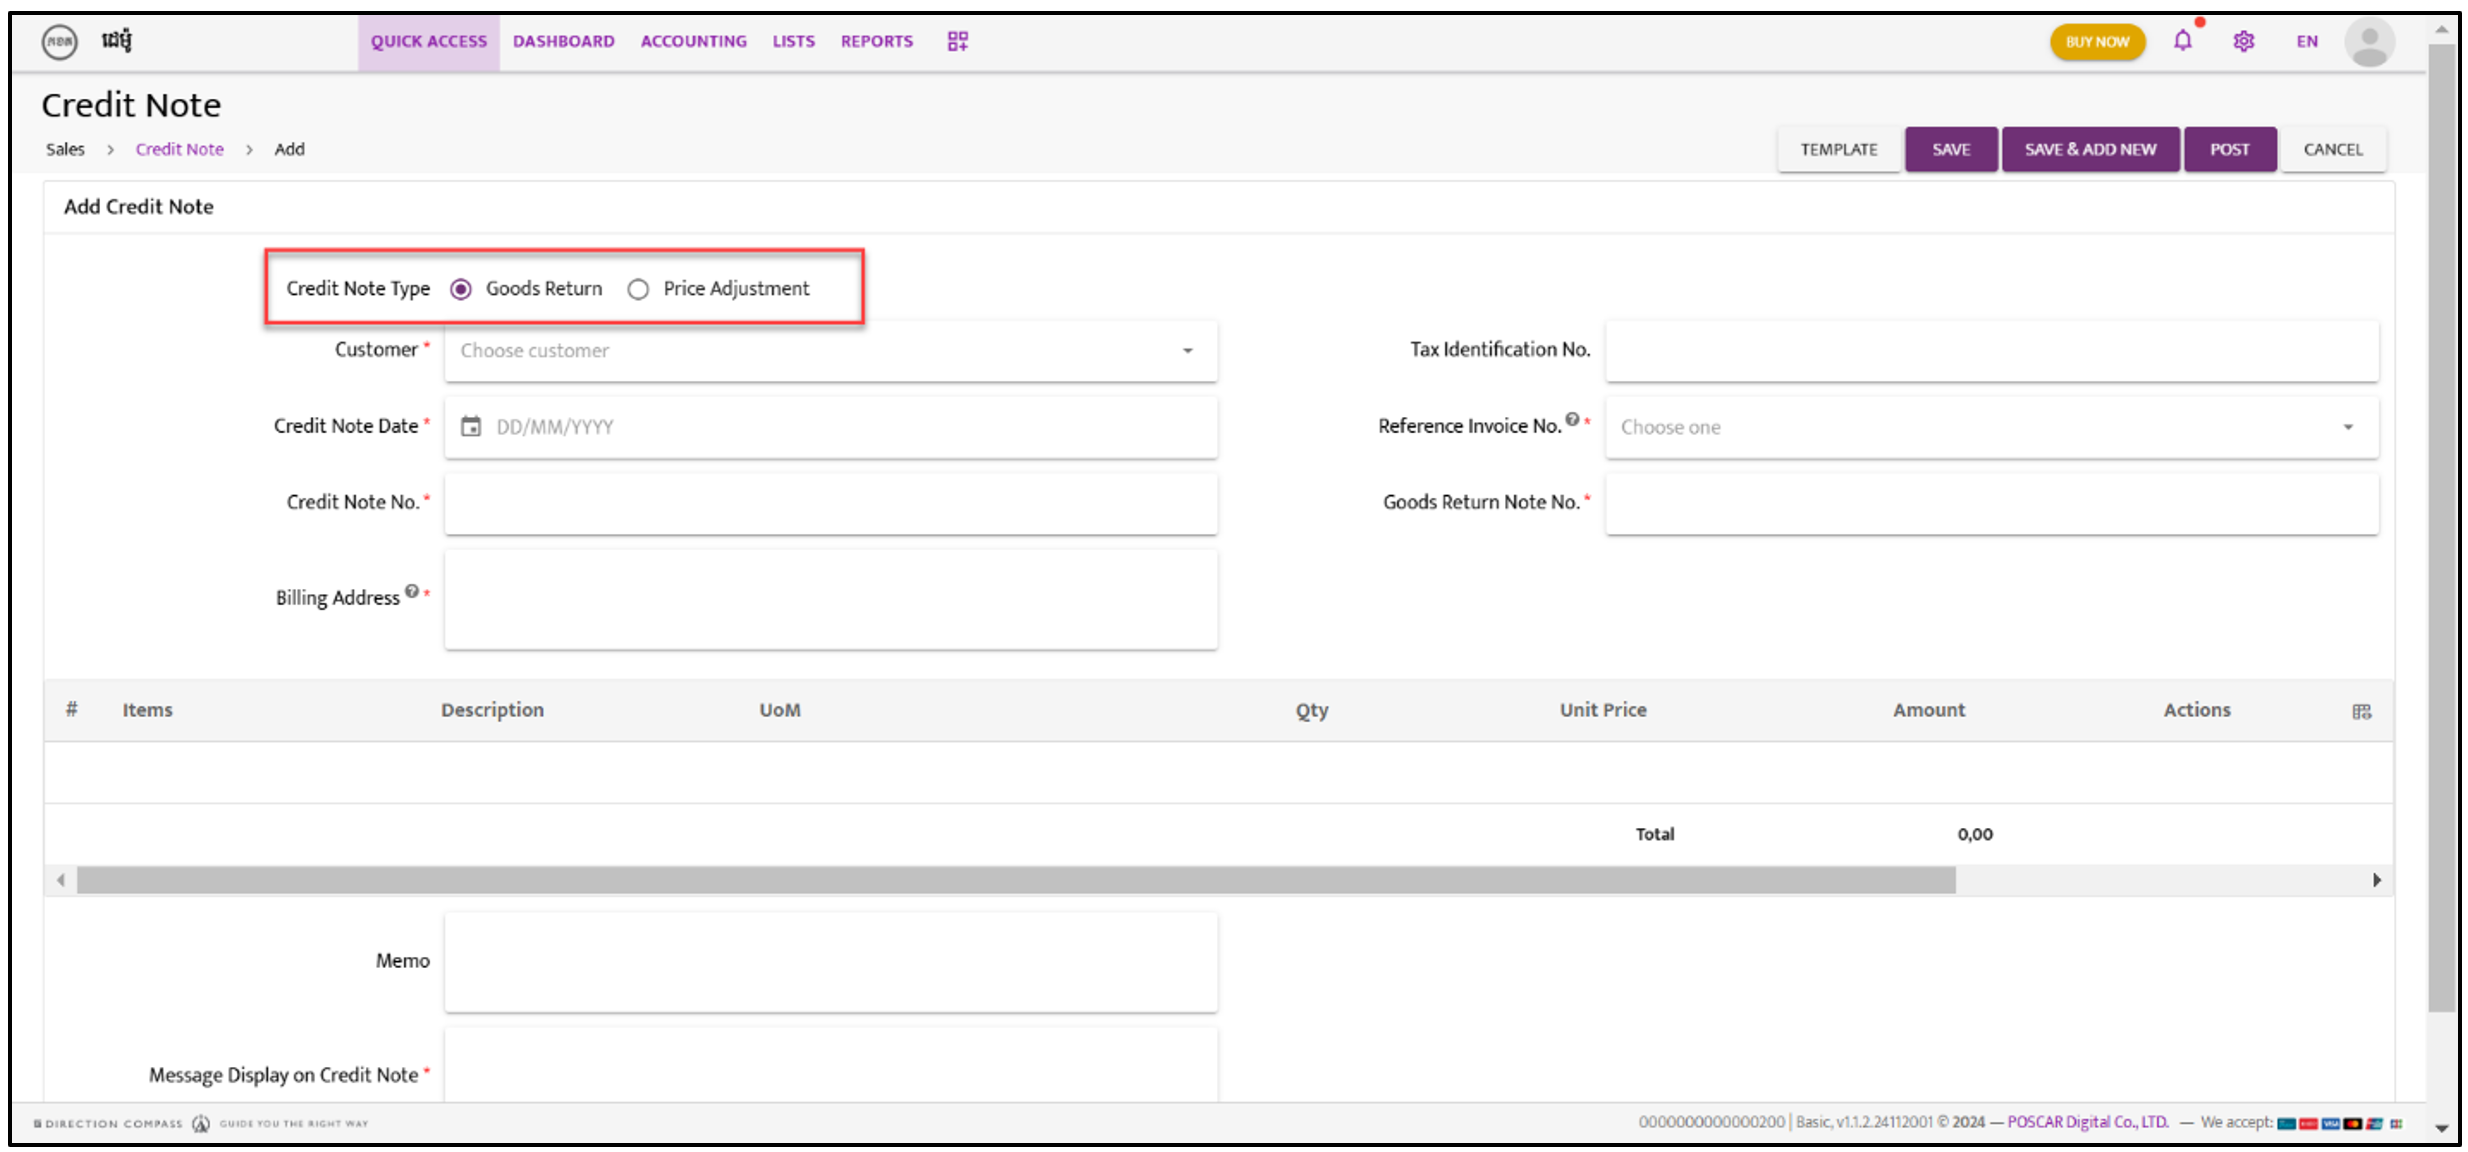 ដេម៉ូ QUICK ACCESS DASHBOARD ACCOUNTING LISTS REPORTS BUY NOW EN
Credit Note
Sales > Credit Note > Add TEMPLATE SAVE SAVE & ADD NEW POST CANCEL
Add Credit Note
Credit Note Type Goods Return Price Adjustment
Customer * Choose customer Tax Identification No.
Credit Note Date * DD/MM/YYYY Reference Invoice No. ? * Choose one
Credit Note No. * Goods Return Note No. *
Billing Address ? *
# Items Description UoM Qty Unit Price Amount Actions
Total 0,00
Memo
Message Display on Credit Note *
DIRECTION COMPASS GUIDE YOU THE RIGHT WAY 0000000000000200 | Basic, v1.1.2.24112001 © 2024 — POSCAR Digital Co., LTD. — We accept: